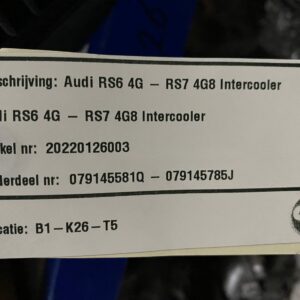 schrijving: Audi RS6 4G – RS7 4G8 Intercooler
di RS6 4G – RS7 4G8 Intercooler
kel nr: 20220126003
derdeel nr: 079145581Q – 079145785J
catie: B1–K26–T5